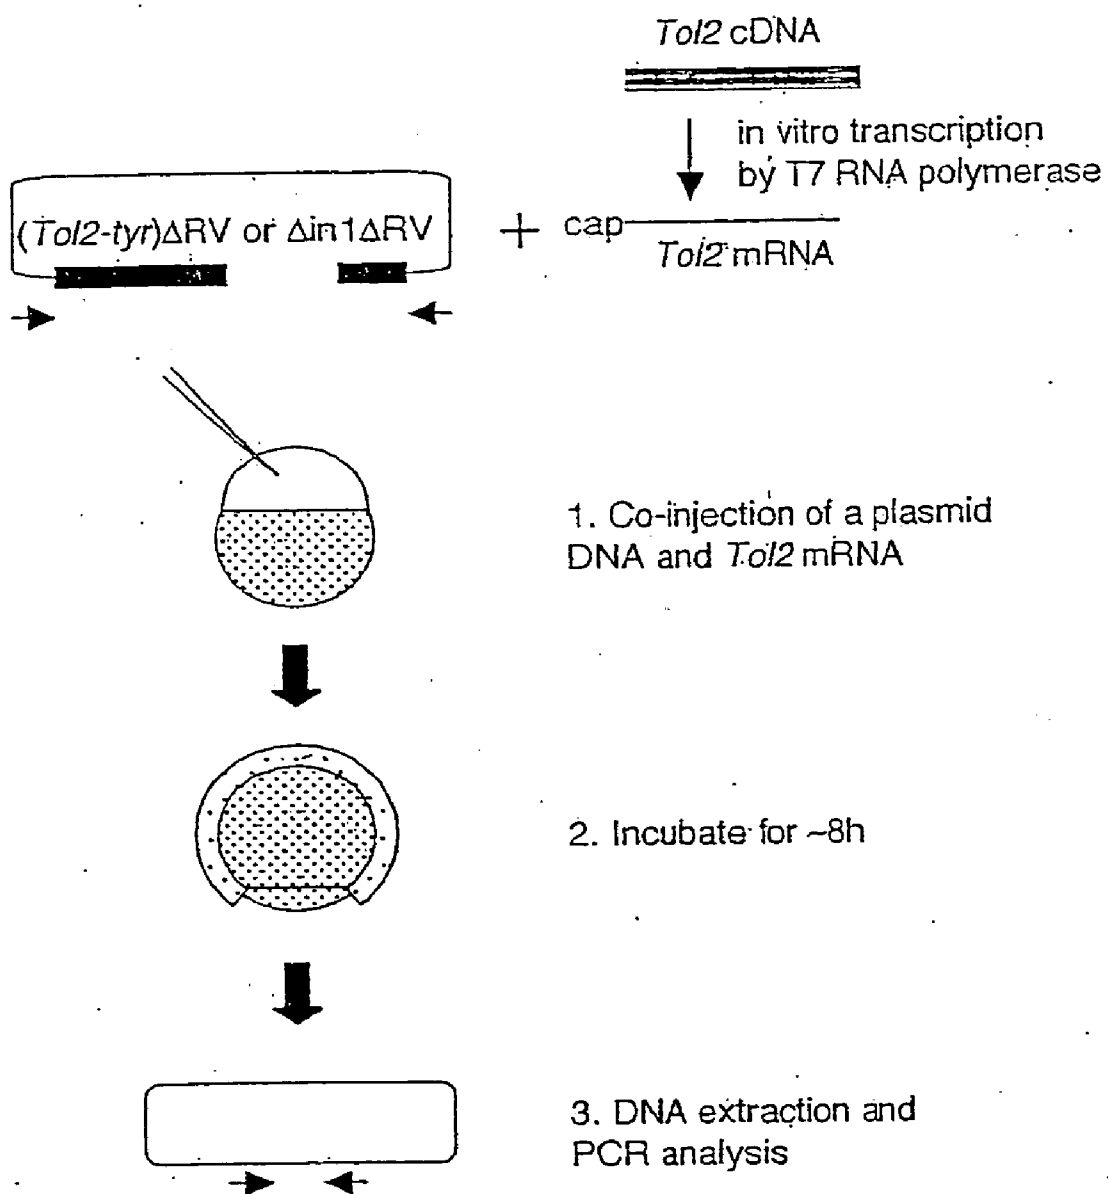 Tol2 cDNA
in vitro transcription
by T7 RNA polymerase
(Tol2-tyr)ΔRV or Δin1ΔRV
+
cap
Tol2 mRNA
1. Co-injection of a plasmid
DNA and Tol2 mRNA
2. Incubate for ~8h
3. DNA extraction and
PCR analysis